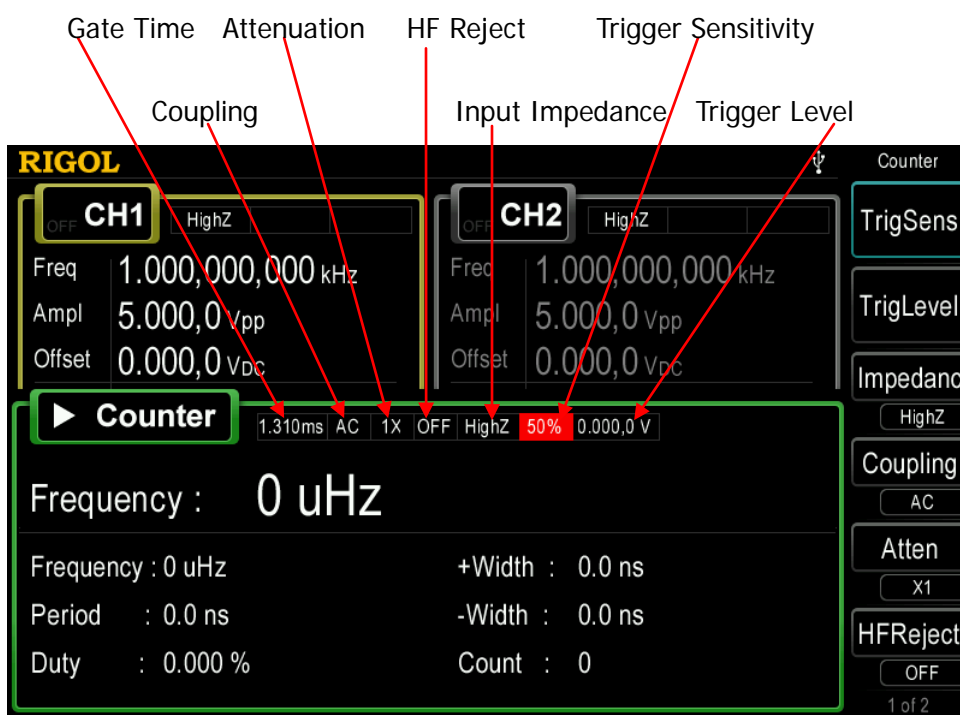 Gate Time Attenuation HF Reject Trigger Sensitivity
Coupling Input Impedance Trigger Level
RIGOL Counter
OFF CH1 HighZ
Freq 1.000,000,000 kHz
Ampl 5.000,0 Vpp
Offset 0.000,0 VDC
OFF CH2 HighZ
Freq 1.000,000,000 kHz
Ampl 5.000,0 Vpp
Offset 0.000,0 VDC
Counter 1.310ms AC 1X OFF HighZ 50% 0.000,0 V
Frequency : 0 uHz
Frequency : 0 uHz +Width : 0.0 ns
Period : 0.0 ns -Width : 0.0 ns
Duty : 0.000 % Count : 0
TrigSens
TrigLevel
Impedanc
HighZ
Coupling
AC
Atten
X1
HFReject
OFF
1 of 2